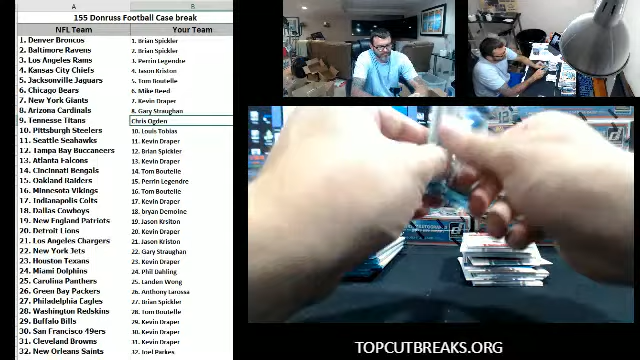 A B
155 Donruss Football Case break
NFL Team Your Team
1. Denver Broncos 1. Brian Spickler
2. Baltimore Ravens 2. Brian Spickler
3. Los Angeles Rams 3. Perrin Legendre
4. Kansas City Chiefs 4. Jason Kriston
5. Jacksonville Jaguars 5. Tom Boutelle
6. Chicago Bears 6. Mike Reed
7. New York Giants 7. Kevin Draper
8. Arizona Cardinals 8. Gary Straughan
9. Tennesse Titans Chris Ogden
10. Pittsburgh Steelers 10. Louis Tobias
11. Seattle Seahawks 11. Kevin Draper
12. Tampa Bay Buccaneers 12. Brian Spickler
13. Atlanta Falcons 13. Kevin Draper
14. Cincinnati Bengals 14. Tom Boutelle
15. Oakland Raiders 15. Perrin Legendre
16. Minnesota Vikings 16. Tom Boutelle
17. Indianapolis Colts 17. Kevin Draper
18. Dallas Cowboys 18. bryan Demoine
19. New England Patriots 19. Jason Krsiton
20. Detroit Lions 20. Kevin Draper
21. Los Angeles Chargers 21. Jason Kriston
22. New York Jets 22. Gary Straughan
23. Houston Texans 23. Kevin Draper
24. Miami Dolphins 24. Phil Dahling
25. Carolina Panthers 25. Landen Wong
26. Green Bay Packers 26. Anthony Larossa
27. Philadelphia Eagles 27. Brian Spickler
28. Washington Redskins 28. Tom Boutelle
29. Buffalo Bills 29. Kevin Draper
30. San Francisco 49ers 30. Kevin Draper
31. Cleveland Browns 31. Kevin Draper
32. New Orleans Saints 32. Joel Parkes
TOPCUTBREAKS.ORG